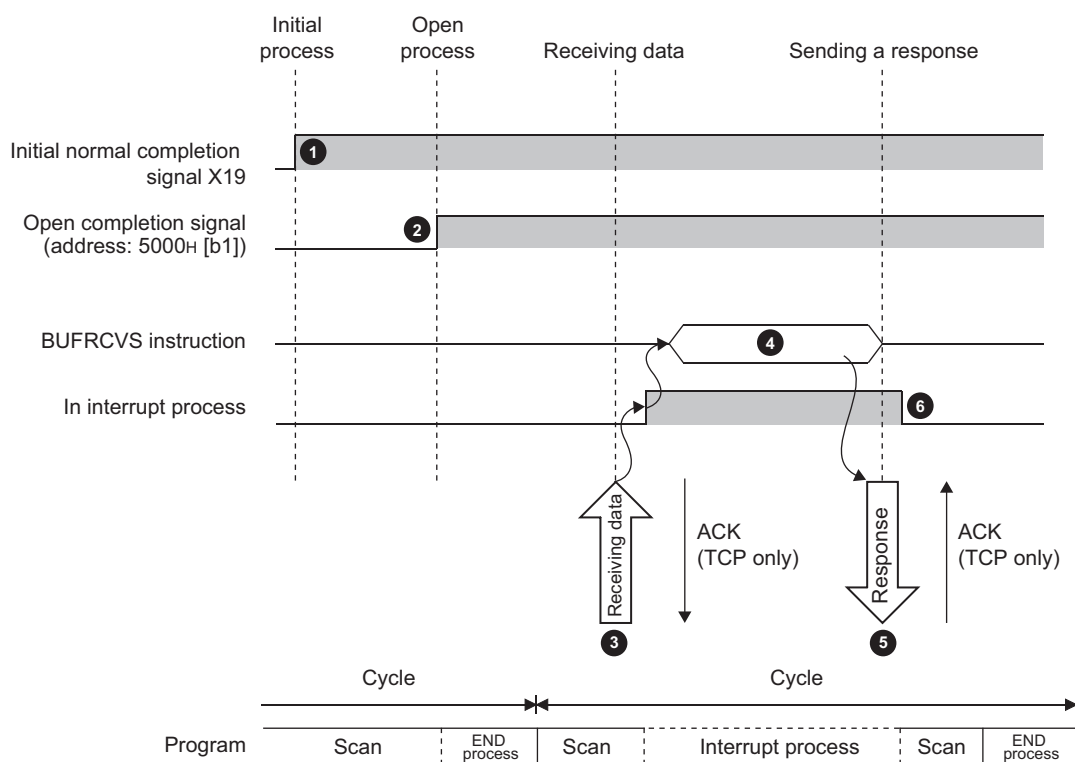 Initial
process
Open
process
Receiving data
Sending a response
Initial normal completion
signal X19
1
Open completion signal
(address: 5000H [b1])
2
BUFRCVS instruction
4
In interrupt process
6
Receiving data
ACK
(TCP only)
Response
ACK
(TCP only)
3
5
Cycle
Cycle
Program
Scan
END
process
Scan
Interrupt process
Scan
END
process